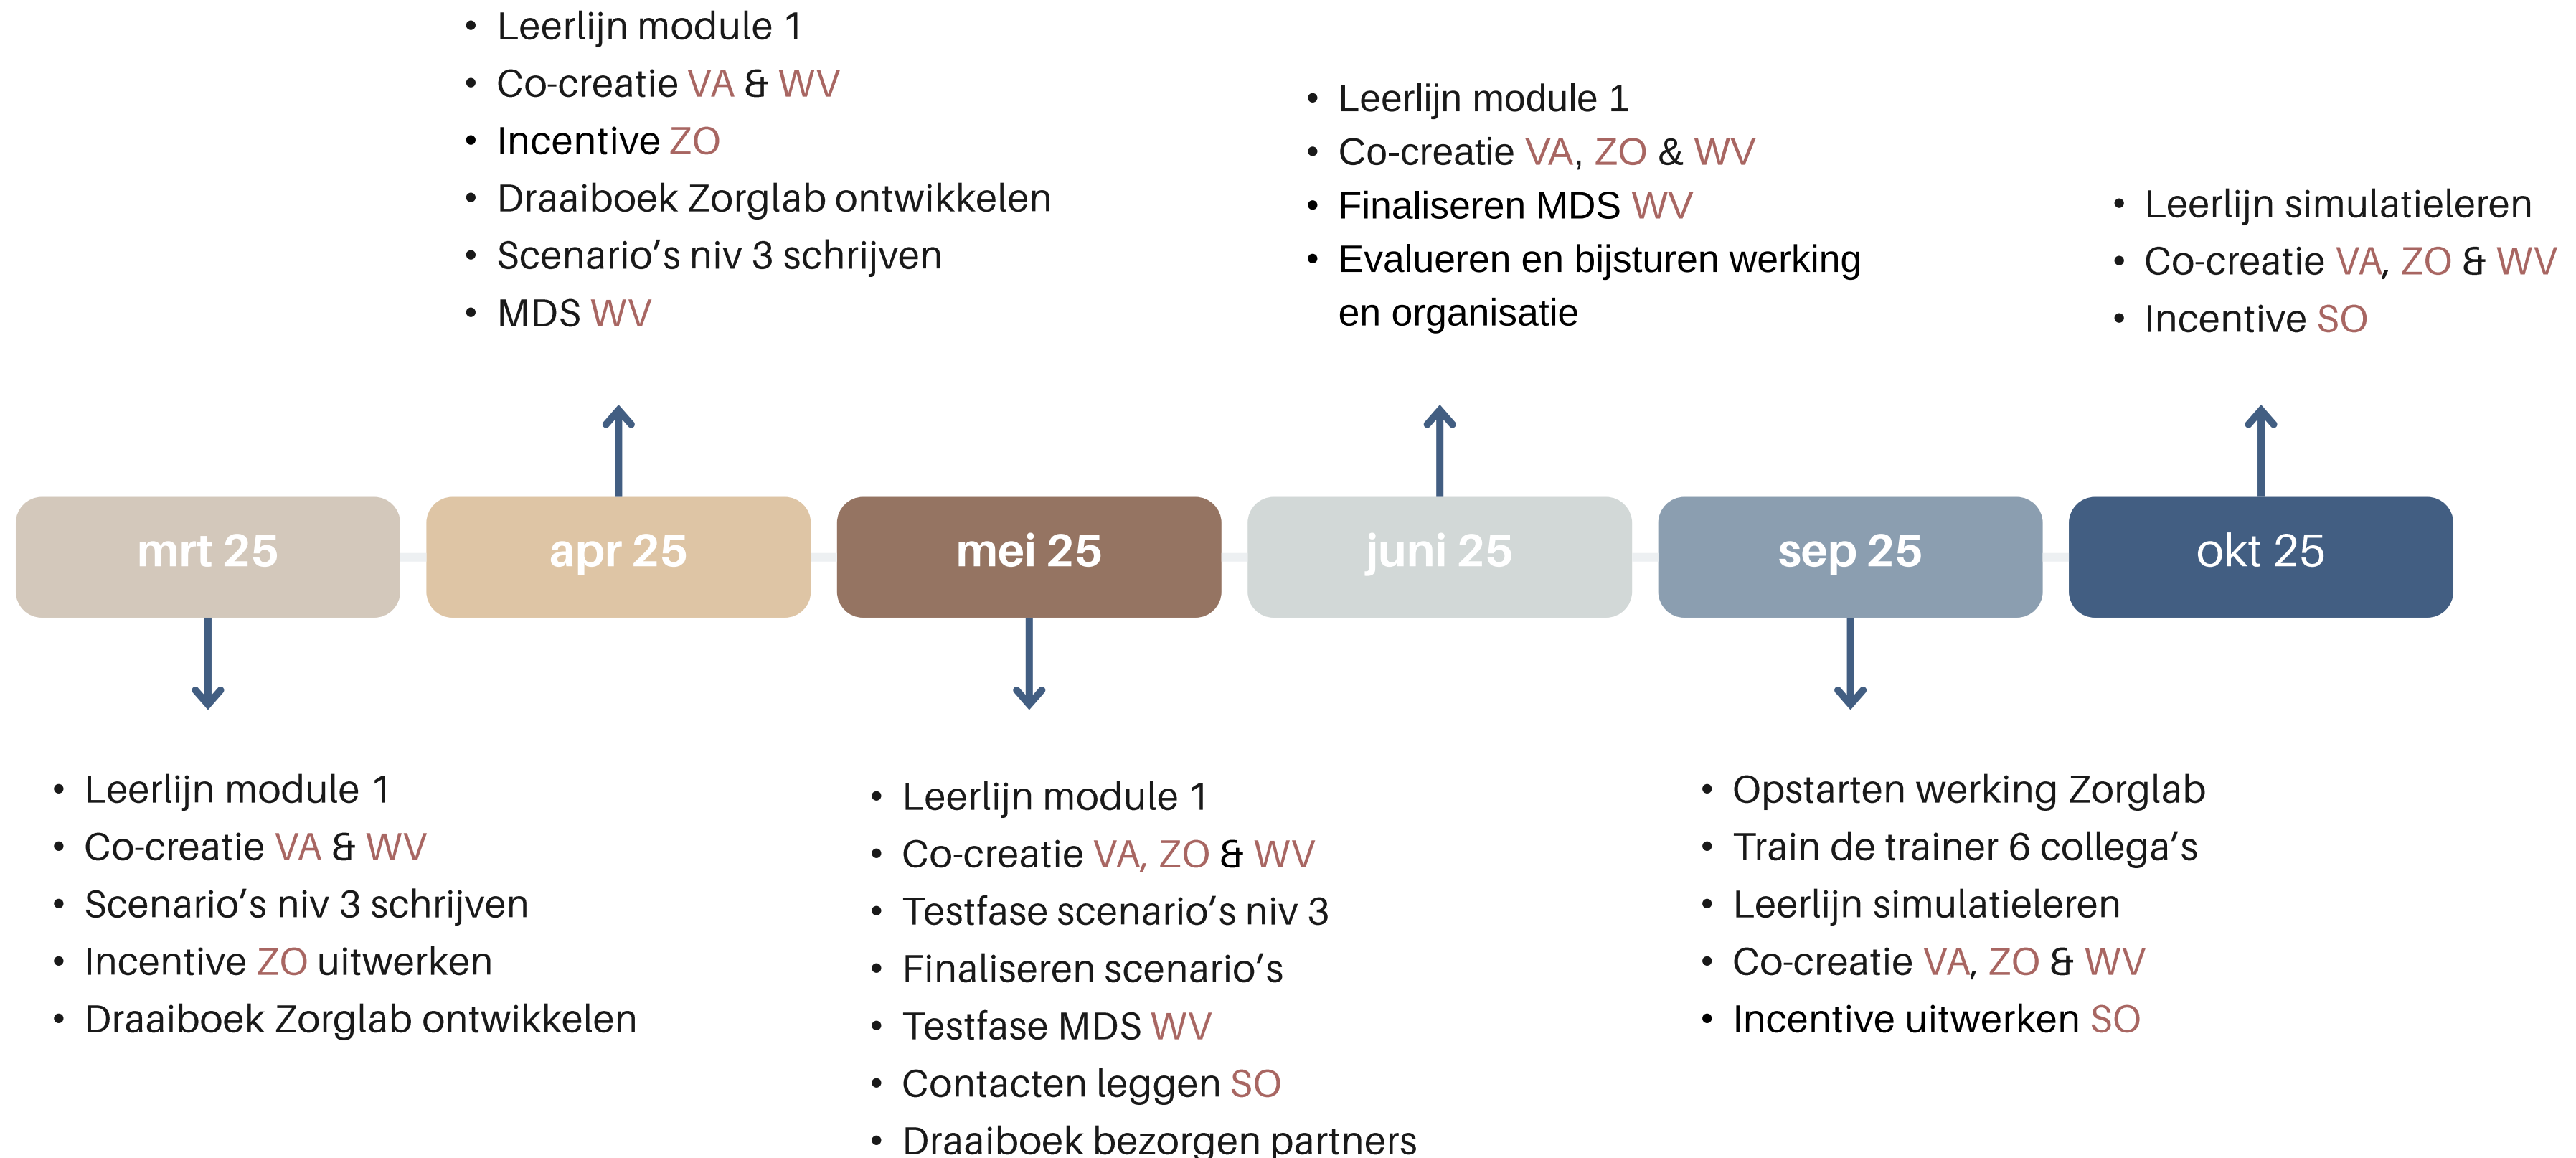 • Leerlijn module 1
• Co-creatie VA & WV
• Incentive ZO
• Draaiboek Zorglab ontwikkelen
• Scenario’s niv 3 schrijven
• MDS WV
• Leerlijn module 1
• Co-creatie VA, ZO & WV
• Finaliseren MDS WV
• Evalueren en bijsturen werking
en organisatie
• Leerlijn simulatieleren
• Co-creatie VA, ZO & WV
• Incentive SO
mrt 25
apr 25
mei 25
juni 25
sep 25
okt 25
• Leerlijn module 1
• Co-creatie VA & WV
• Scenario’s niv 3 schrijven
• Incentive ZO uitwerken
• Draaiboek Zorglab ontwikkelen
• Leerlijn module 1
• Co-creatie VA, ZO & WV
• Testfase scenario’s niv 3
• Finaliseren scenario’s
• Testfase MDS WV
• Contacten leggen SO
• Draaiboek bezorgen partners
• Opstarten werking Zorglab
• Train de trainer 6 collega’s
• Leerlijn simulatieleren
• Co-creatie VA, ZO & WV
• Incentive uitwerken SO